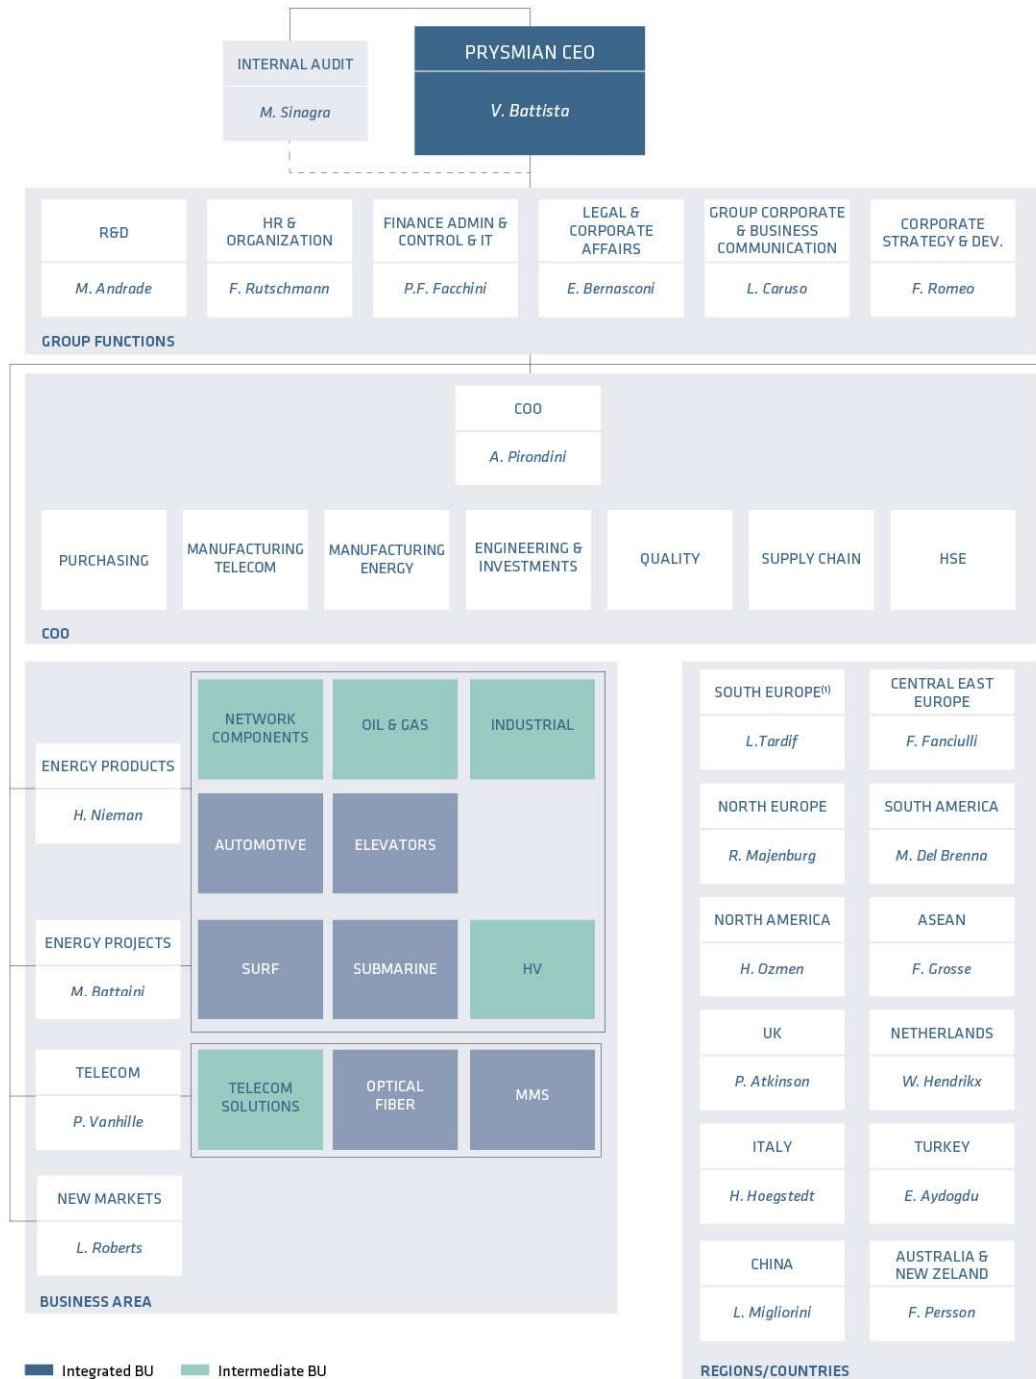 PRYSMIAN CEO
V. Battista
INTERNAL AUDIT
M. Sinagra
R&D
M. Andrade
HR &
ORGANIZATION
F. Rutschmann
FINANCE ADMIN &
CONTROL & IT
P.F. Facchini
LEGAL &
CORPORATE
AFFAIRS
E. Bernasconi
GROUP CORPORATE
& BUSINESS
COMMUNICATION
L. Caruso
CORPORATE
STRATEGY & DEV.
F. Romeo
GROUP FUNCTIONS
COO
A. Pirondini
PURCHASING
MANUFACTURING
TELECOM
MANUFACTURING
ENERGY
ENGINEERING &
INVESTMENTS
QUALITY
SUPPLY CHAIN
HSE
COO
ENERGY PRODUCTS
H. Nieman
NETWORK
COMPONENTS
OIL & GAS
INDUSTRIAL
AUTOMOTIVE
ELEVATORS
ENERGY PROJECTS
M. Battaini
SURF
SUBMARINE
HV
TELECOM
P. Vanhille
TELECOM
SOLUTIONS
OPTICAL
FIBER
MMS
NEW MARKETS
L. Roberts
BUSINESS AREA
SOUTH EUROPE(1)
L.Tardif
CENTRAL EAST
EUROPE
F. Fanciulli
NORTH EUROPE
R. Majenburg
SOUTH AMERICA
M. Del Brenna
NORTH AMERICA
H. Ozmen
ASEAN
F. Grosse
UK
P. Atkinson
NETHERLANDS
W. Hendrikx
ITALY
H. Hoegstedt
TURKEY
E. Aydogdu
CHINA
L. Migliorini
AUSTRALIA &
NEW ZELAND
F. Persson
REGIONS/COUNTRIES
Integrated BU
Intermediate BU